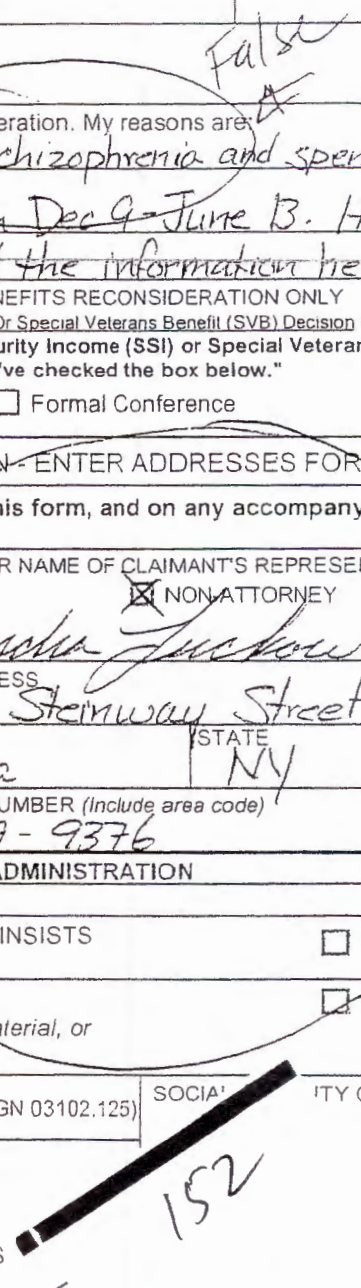 False
eration. My reasons are:
chizophrenia and spen
Dec 9 - June 13. H
the information he
NEFITS RECONSIDERATION ONLY
Or Special Veterans Benefit (SVB) Decision
urity Income (SSI) or Special Veteran
've checked the box below."
Formal Conference
N - ENTER ADDRESSES FOR
his form, and on any accompany
R NAME OF CLAIMANT'S REPRESE
NON-ATTORNEY
ESS
Steinway Street
STATE
NY
NUMBER (Include area code)
- 9376
ADMINISTRATION
INSISTS
aterial, or
GN 03102.125)
SOCIA
ITY
152